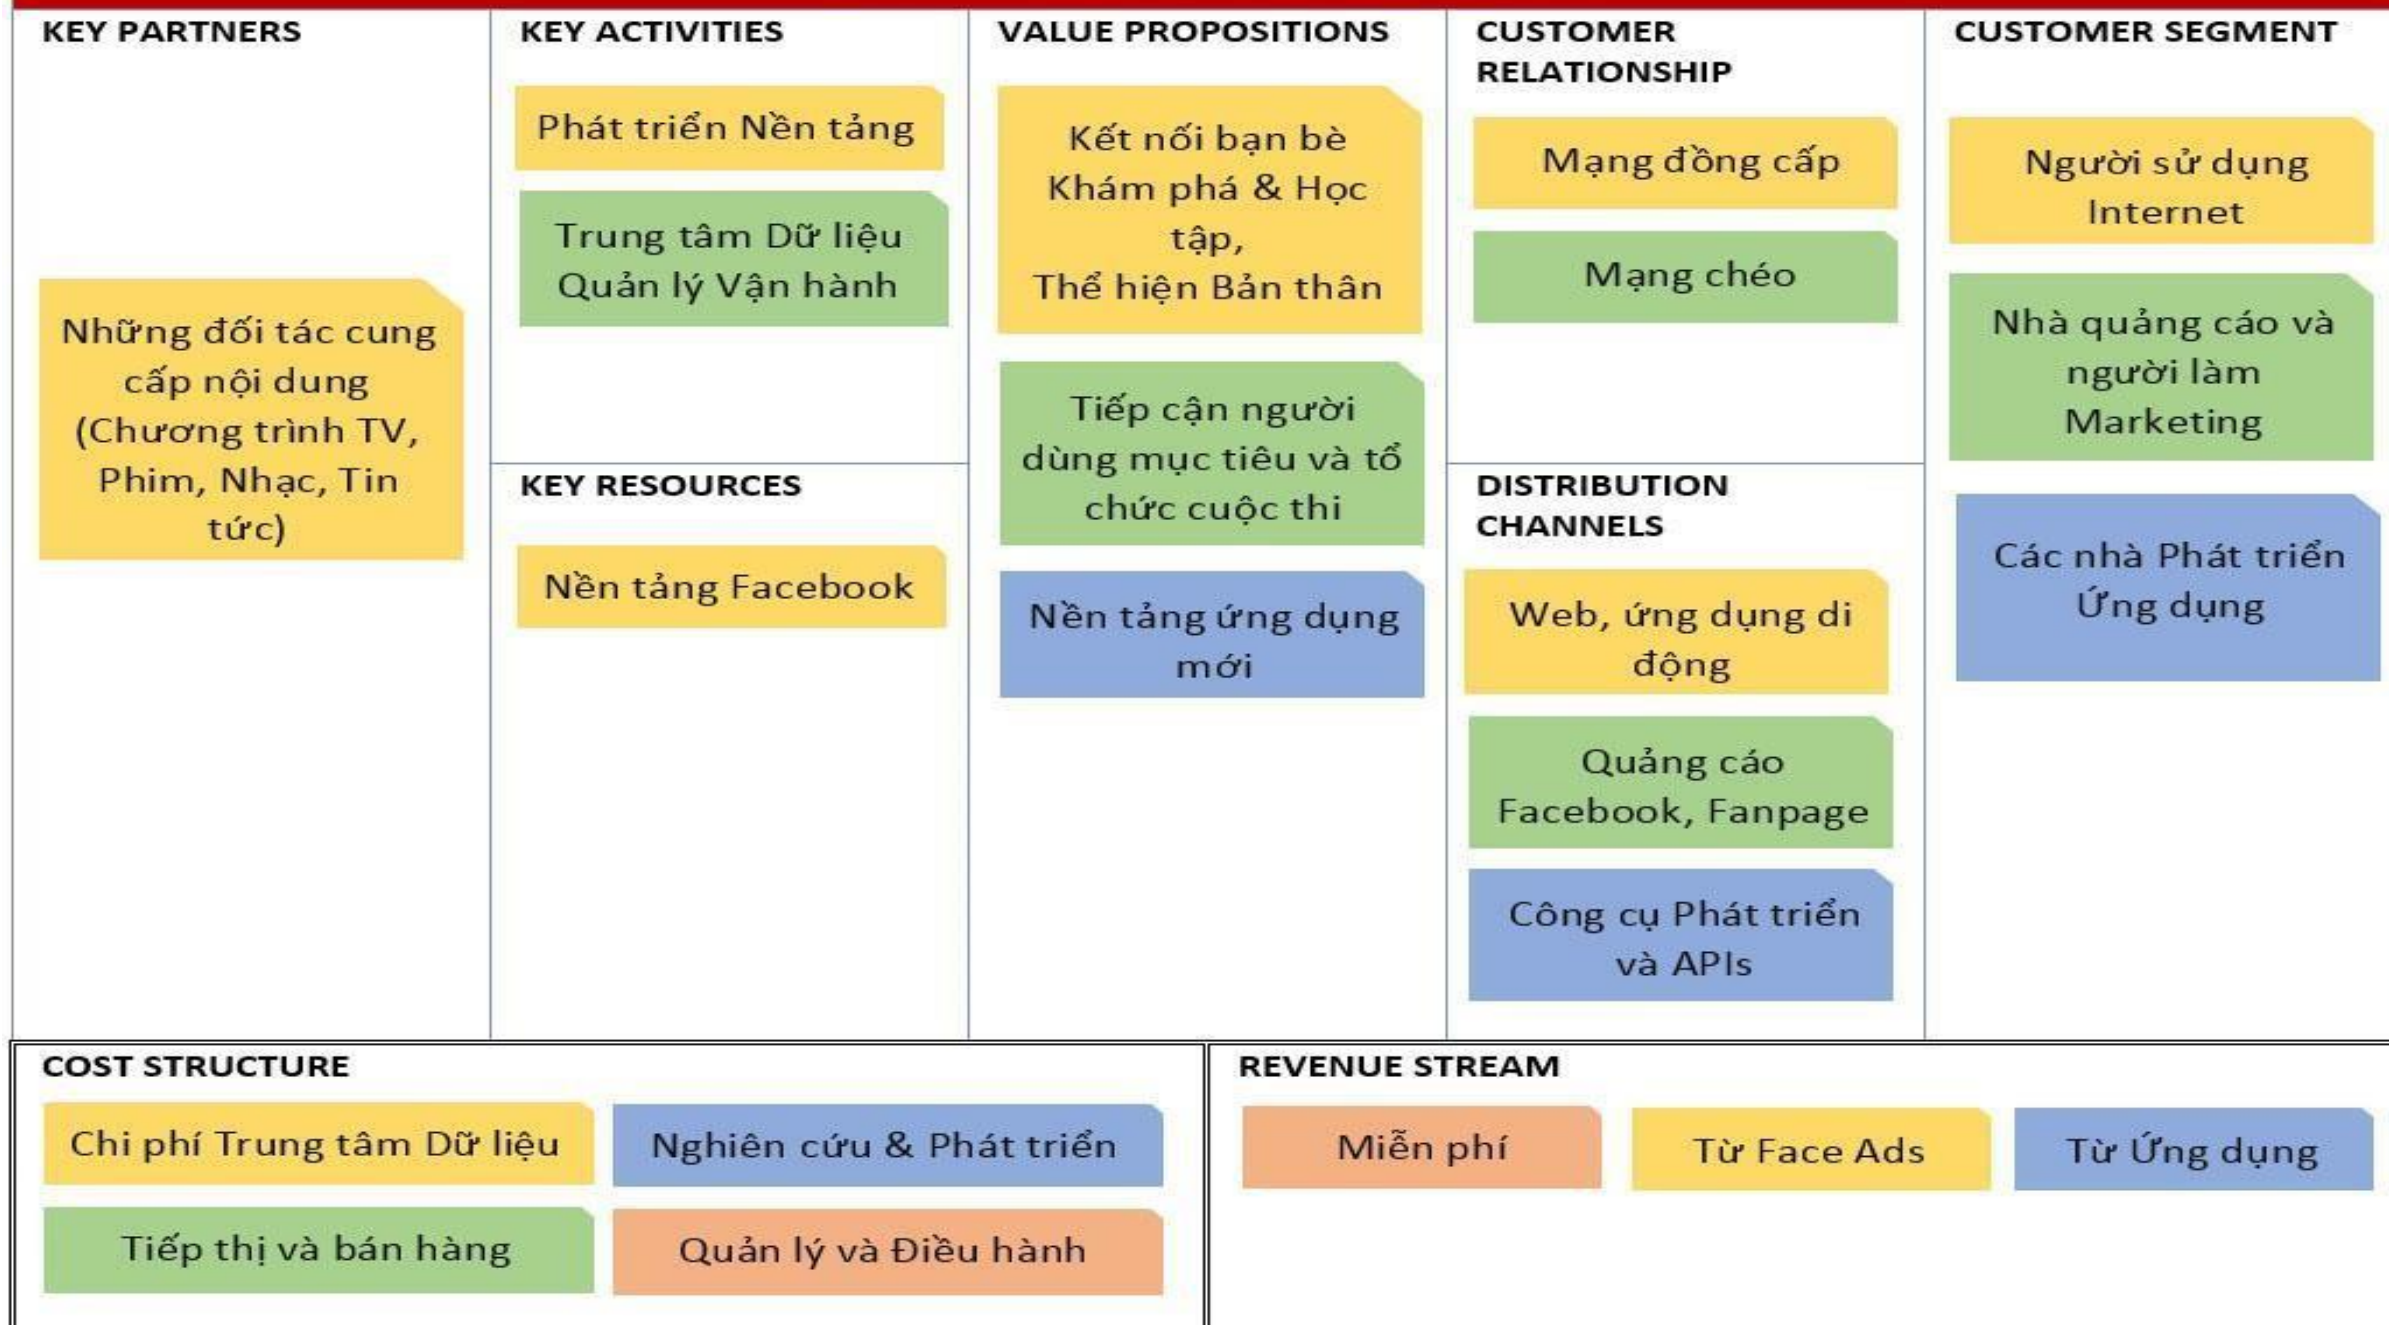 KEY PARTNERS
Những đối tác cung
cấp nội dung
(Chương trình TV,
Phim, Nhạc, Tin
tức)
KEY ACTIVITIES
Phát triển Nền tảng
Trung tâm Dữ liệu
Quản lý Vận hành
KEY RESOURCES
Nền tảng Facebook
VALUE PROPOSITIONS
Kết nối bạn bè
Khám phá & Học
tập,
Thể hiện Bản thân
Tiếp cận người
dùng mục tiêu và tổ
chức cuộc thi
Nền tảng ứng dụng
mới
CUSTOMER
RELATIONSHIP
Mạng đồng cấp
Mạng chéo
DISTRIBUTION
CHANNELS
Web, ứng dụng di
động
Quảng cáo
Facebook, Fanpage
Công cụ Phát triển
và APIs
CUSTOMER SEGMENT
Người sử dụng
Internet
Nhà quảng cáo và
người làm
Marketing
Các nhà Phát triển
Ứng dụng
COST STRUCTURE
Chi phí Trung tâm Dữ liệu
Nghiên cứu & Phát triển
Tiếp thị và bán hàng
Quản lý và Điều hành
REVENUE STREAM
Miễn phí
Từ Face Ads
Từ Ứng dụng